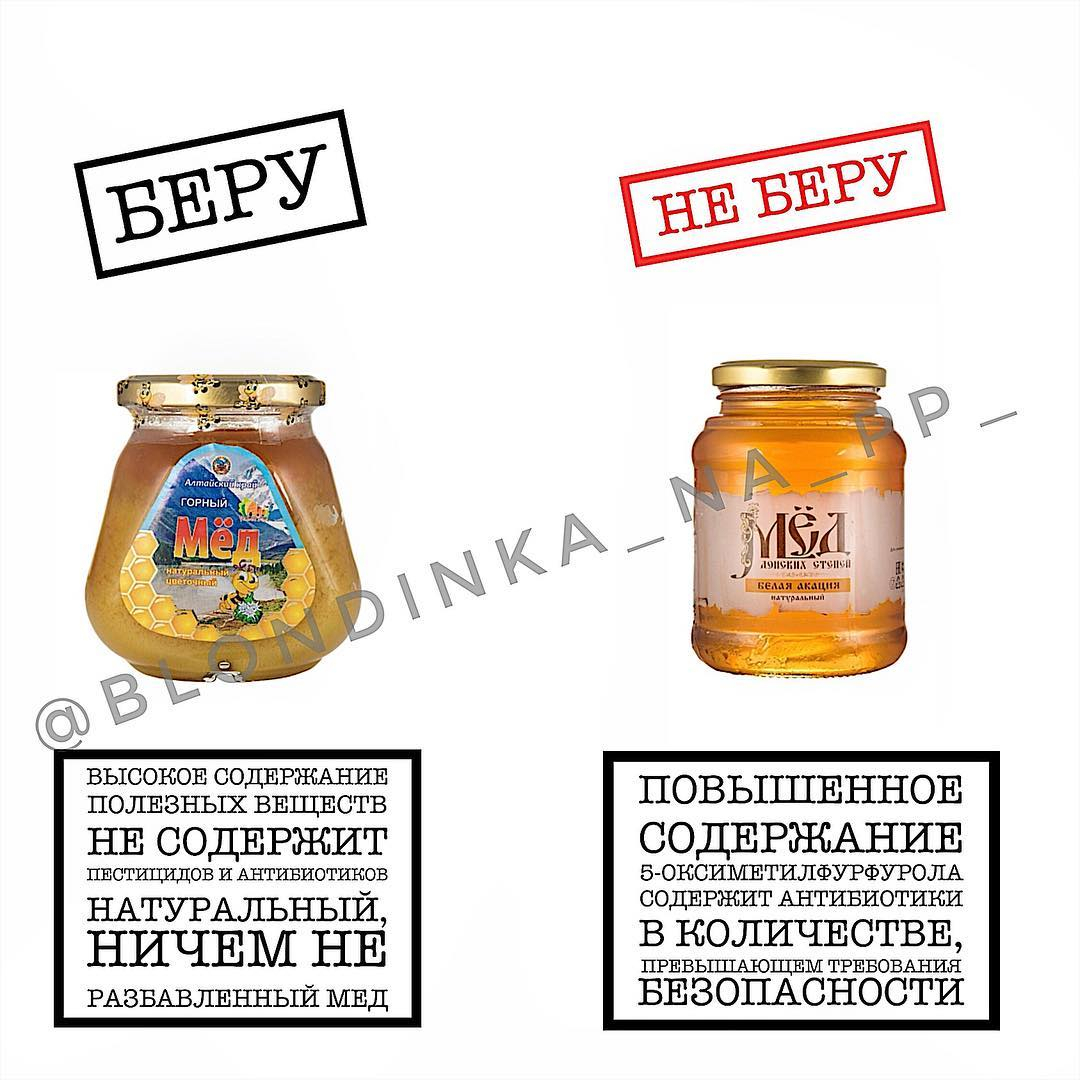 БЕРУ
НЕ БЕРУ
Алтайский край
ГОРНЫЙ
Мёд
натуральный
цветочный
МЁД
ДОНСКИХ СТЕПЕЙ
БЕЛАЯ АКАЦИЯ
натуральный
@BLONDINKA_NA_PP_
ВЫСОКОЕ СОДЕРЖАНИЕ
ПОЛЕЗНЫХ ВЕЩЕСТВ
НЕ СОДЕРЖИТ
ПЕСТИЦИДОВ И АНТИБИОТИКОВ
НАТУРАЛЬНЫЙ,
НИЧЕМ НЕ
РАЗБАВЛЕННЫЙ МЕД
ПОВЫШЕННОЕ
СОДЕРЖАНИЕ
5-ОКСИМЕТИЛФУРФУРОЛА
СОДЕРЖИТ АНТИБИОТИКИ
В КОЛИЧЕСТВЕ,
ПРЕВЫШАЮЩЕМ ТРЕБОВАНИЯ
БЕЗОПАСНОСТИ